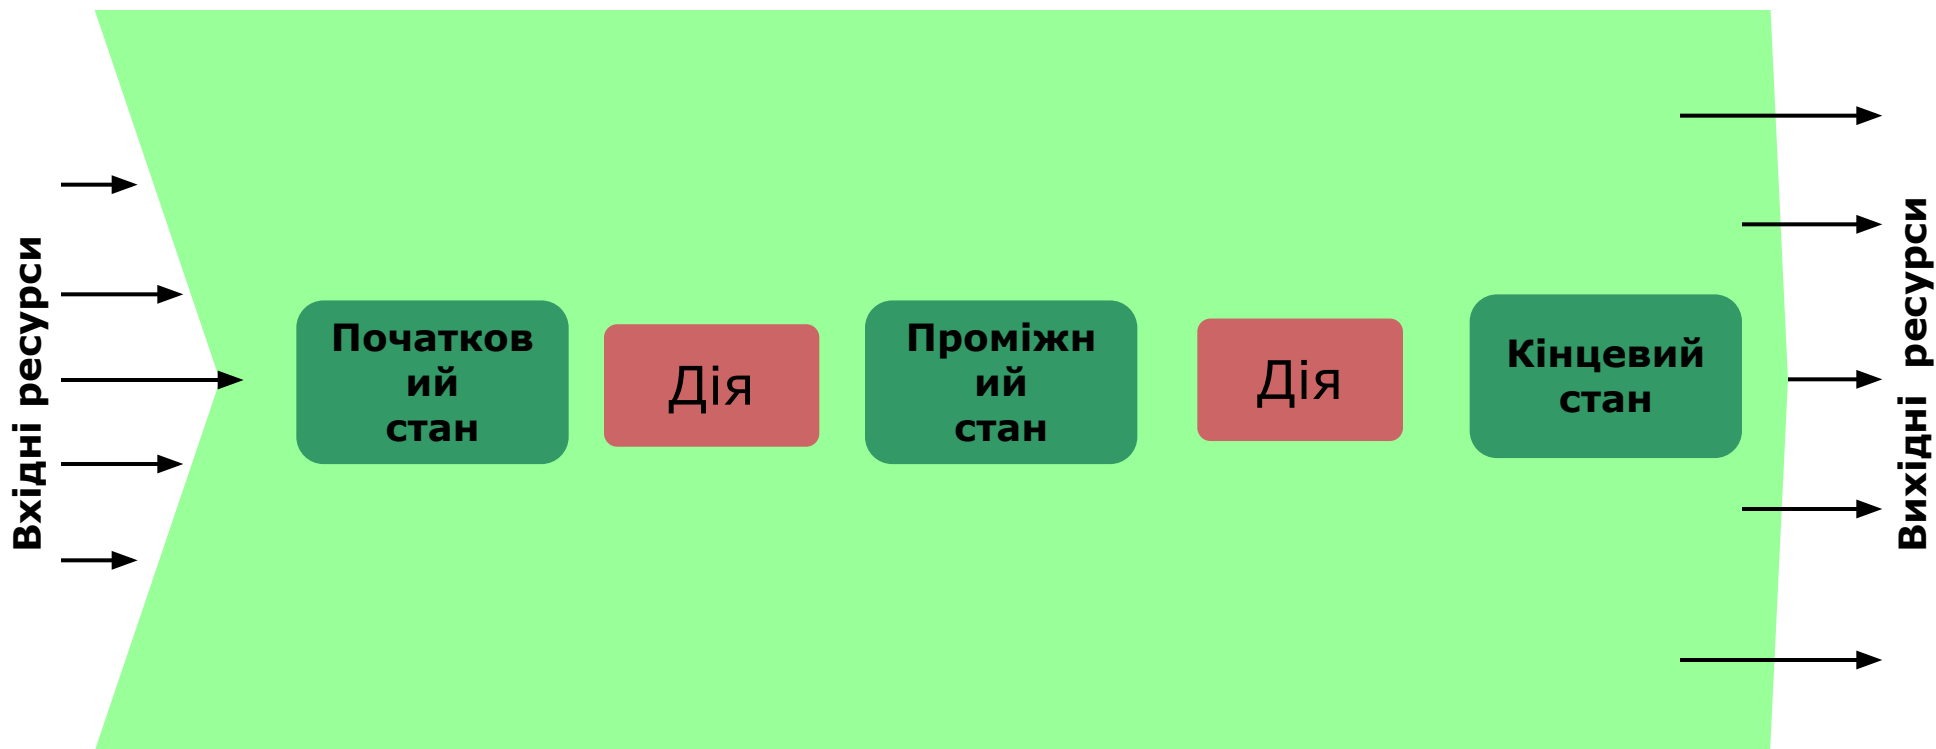 Вхідні ресурси
Початков
ий
стан
Дія
Проміжн
ий
стан
Дія
Кінцевий
стан
Вихідні ресурси